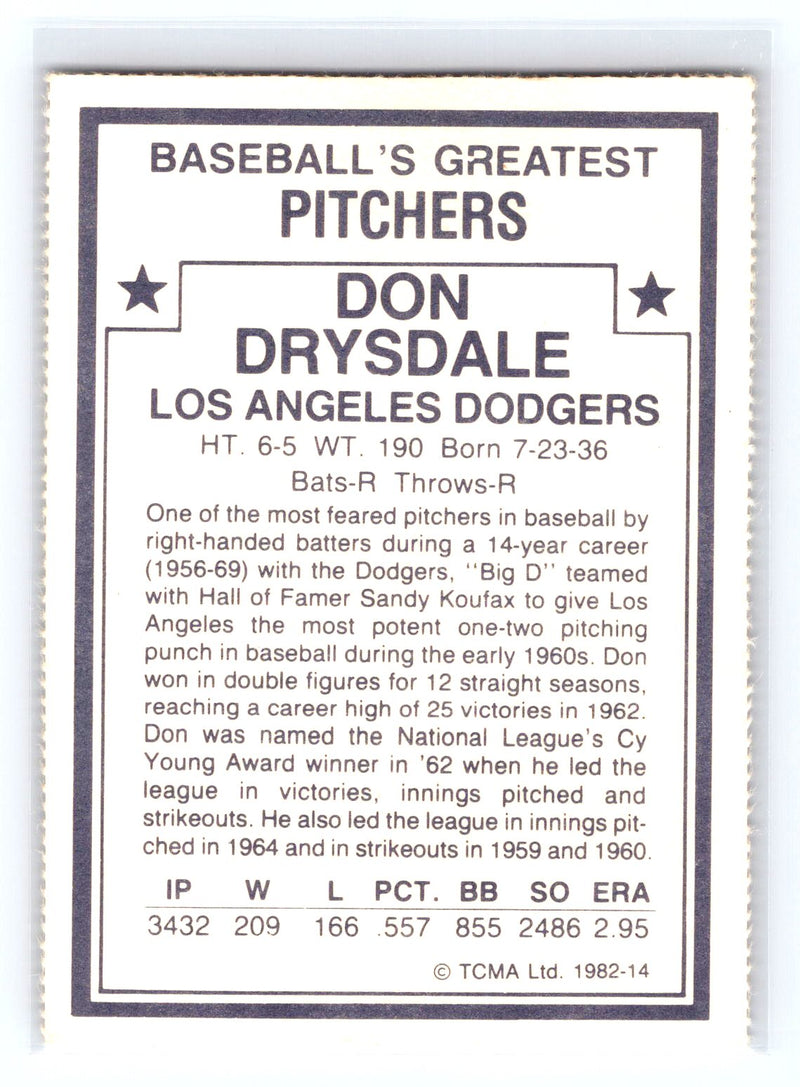 BASEBALL'S GREATEST
PITCHERS
DON
DRYSDALE
LOS ANGELES DODGERS
HT. 6-5 WT. 190 Born 7-23-36
Bats-R Throws-R
One of the most feared pitchers in baseball by
right-handed batters during a 14-year career
(1956-69) with the Dodgers, "Big D" teamed
with Hall of Famer Sandy Koufax to give Los
Angeles the most potent one-two pitching
punch in baseball during the early 1960s. Don
won in double figures for 12 straight seasons,
reaching a career high of 25 victories in 1962.
Don was named the National League's Cy
Young Award winner in '62 when he led the
league in victories, innings pitched and
strikeouts. He also led the league in innings pit-
ched in 1964 and in strikeouts in 1959 and 1960.
IP W L PCT. BB SO ERA
3432 209 166 .557 855 2486 2.95
© TCMA Ltd. 1982-14